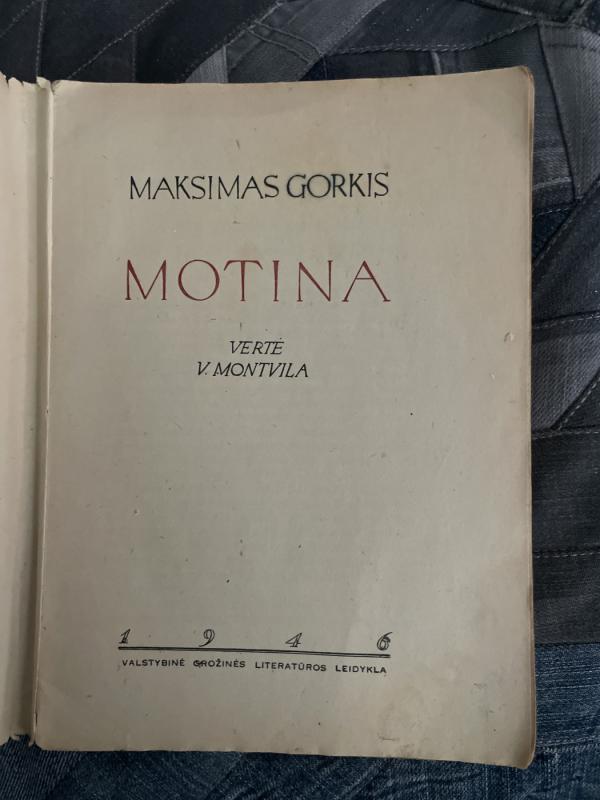 MAKSIMAS GORKIS
MOTINA
VERTĖ
V. MONTVILA
1 9 4 6
VALSTYBINĖ GROŽINĖS LITERATŪROS LEIDYKLA